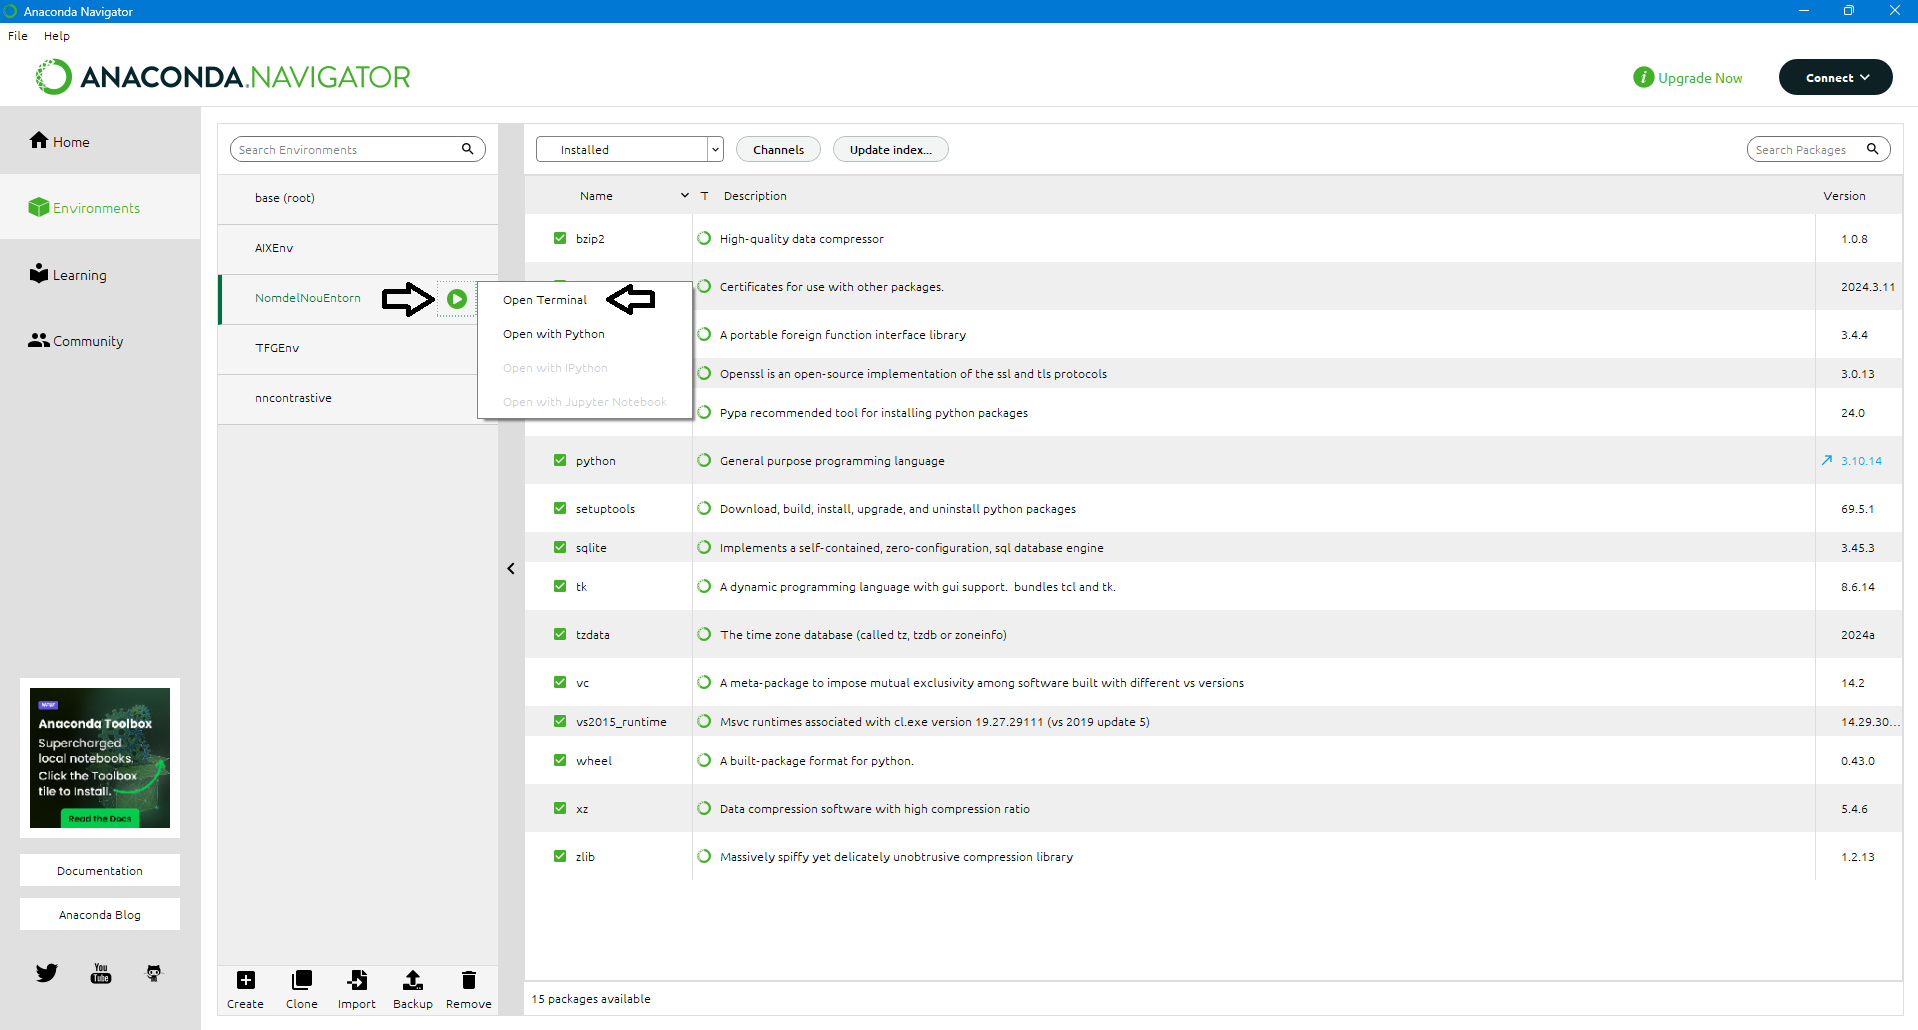 Anaconda Navigator
File Help
ANACONDA.NAVIGATOR
Upgrade Now
Connect
Home
Environments
Learning
Community
NEW
Anaconda Toolbox
Supercharged
local notebooks.
Click the Toolbox
tile to Install.
Read the Docs
Documentation
Anaconda Blog
You
Tube
Search Environments
base (root)
AIXEnv
NomdelNouEntorn
TFGEnv
nncontrastive
Open Terminal
Open with Python
Open with IPython
Open with Jupyter Notebook
Create Clone Import Backup Remove
Installed Channels Update index... Search Packages
Name T Description Version
bzip2 High-quality data compressor 1.0.8
Certificates for use with other packages. 2024.3.11
A portable foreign function interface library 3.4.4
Openssl is an open-source implementation of the ssl and tls protocols 3.0.13
Pypa recommended tool for installing python packages 24.0
python General purpose programming language 3.10.14
setuptools Download, build, install, upgrade, and uninstall python packages 69.5.1
sqlite Implements a self-contained, zero-configuration, sql database engine 3.45.3
tk A dynamic programming language with gui support. bundles tcl and tk. 8.6.14
tzdata The time zone database (called tz, tzdb or zoneinfo) 2024a
vc A meta-package to impose mutual exclusivity among software built with different vs versions 14.2
vs2015_runtime Msvc runtimes associated with cl.exe version 19.27.29111 (vs 2019 update 5) 14.29.30...
wheel A built-package format for python. 0.43.0
xz Data compression software with high compression ratio 5.4.6
zlib Massively spiffy yet delicately unobtrusive compression library 1.2.13
15 packages available